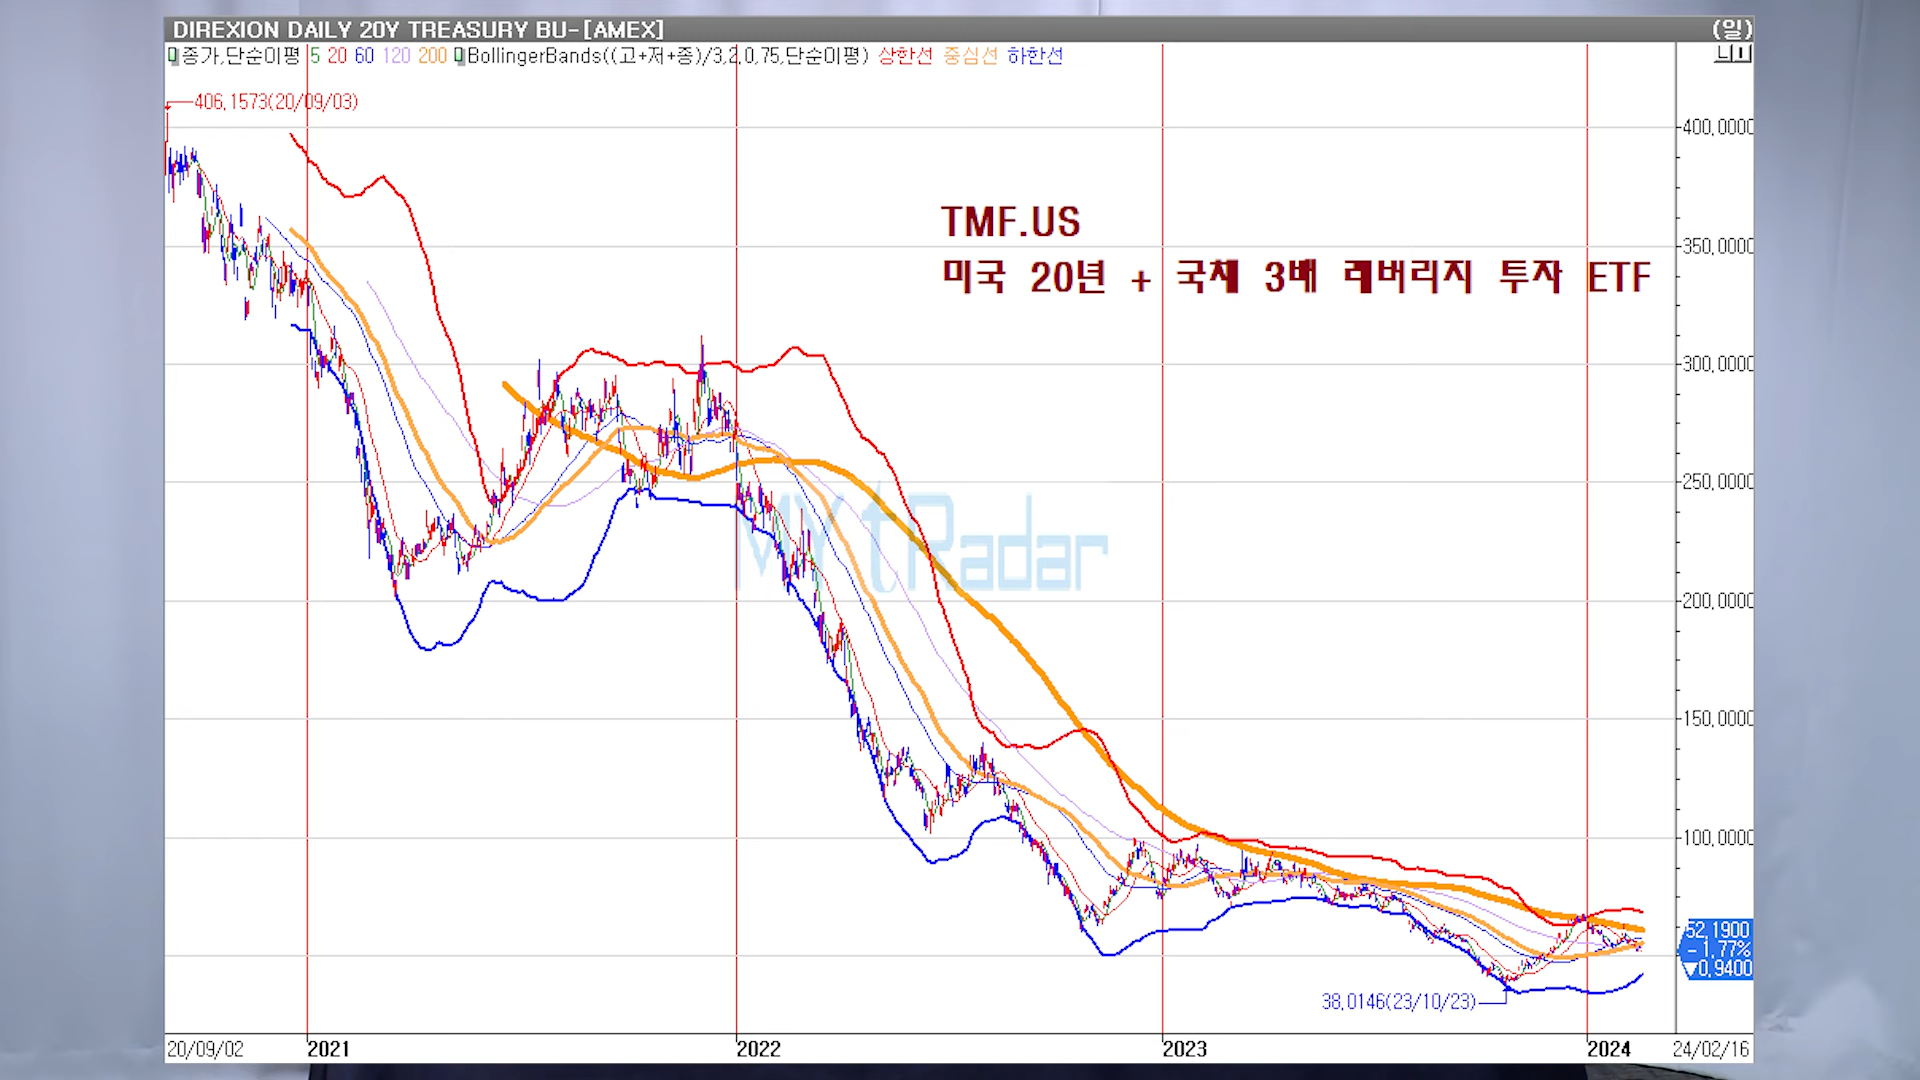 DIREXION DAILY 20Y TREASURY BU-[AMEX] (일)
종가,단순이평 5 20 60 120 200 BollingerBands((고+저+종)/3,2,0,75,단순이평) 상한선 중심선 하한선
406,1573(20/09/03)
400,0000
TMF.US
350,0000
미국 20년 + 국채 3배 레버리지 투자 ETF
300,0000
250,0000
MYtRadar
200,0000
150,0000
100,0000
52,1900
-1,77%
▼0,9400
38,0146(23/10/23)
20/09/02 2021 2022 2023 2024 24/02/16